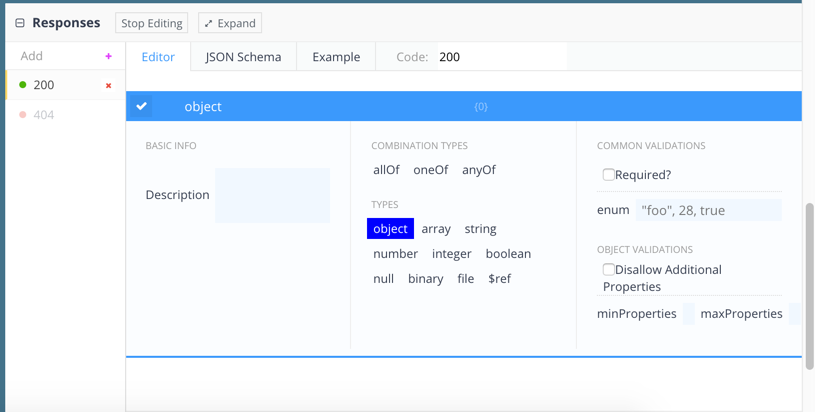 Responses Stop Editing Expand
Add +
Editor JSON Schema Example Code: 200
200
404
object {0}
BASIC INFO
Description
COMBINATION TYPES
allOf oneOf anyOf
TYPES
object array string
number integer boolean
null binary file $ref
COMMON VALIDATIONS
Required?
enum "foo", 28, true
OBJECT VALIDATIONS
Disallow Additional
Properties
minProperties maxProperties